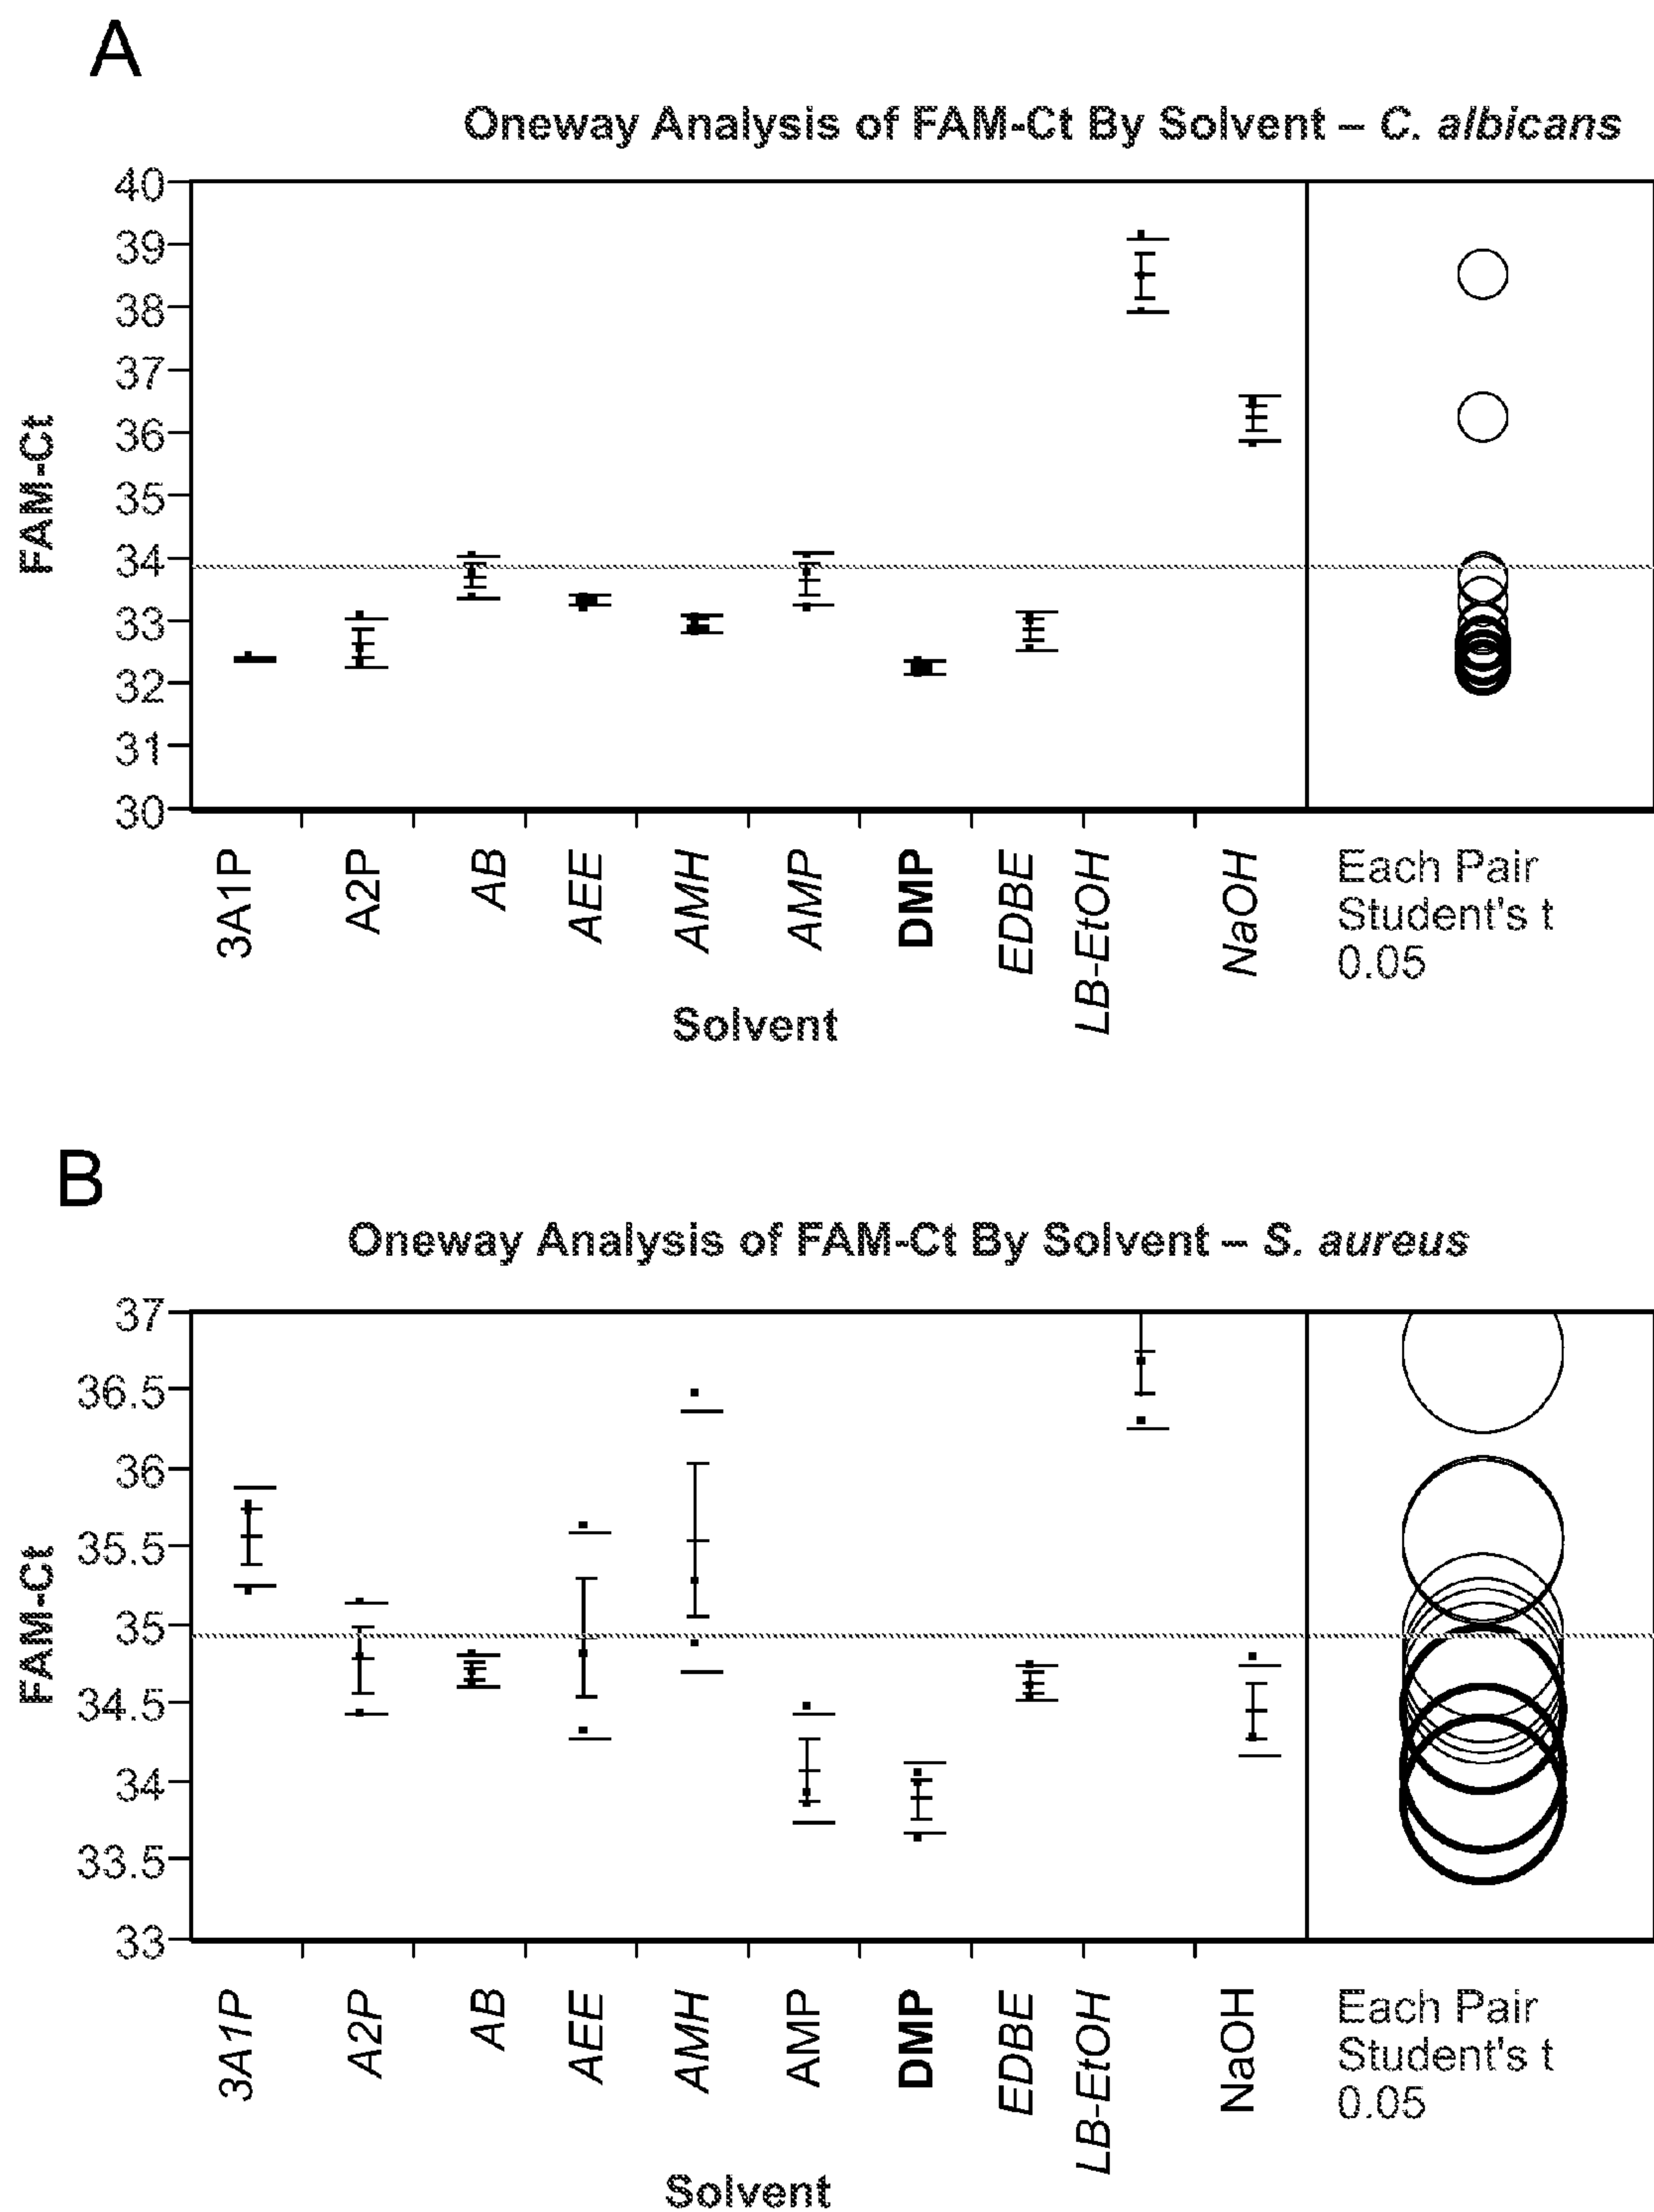 A
Oneway Analysis of FAM-Ct By Solvent – C. albicans
40
39
38
37
36
35
34
33
32
31
30
FAM-Ct
3A1P
A2P
AB
AEE
AMH
AMP
DMP
EDBE
LB-EtOH
NaOH
Each Pair
Student's t
0.05
Solvent
B
Oneway Analysis of FAM-Ct By Solvent – S. aureus
37
36.5
36
35.5
35
34.5
34
33.5
33
FAM-Ct
3A1P
A2P
AB
AEE
AMH
AMP
DMP
EDBE
LB-EtOH
NaOH
Each Pair
Student's t
0.05
Solvent